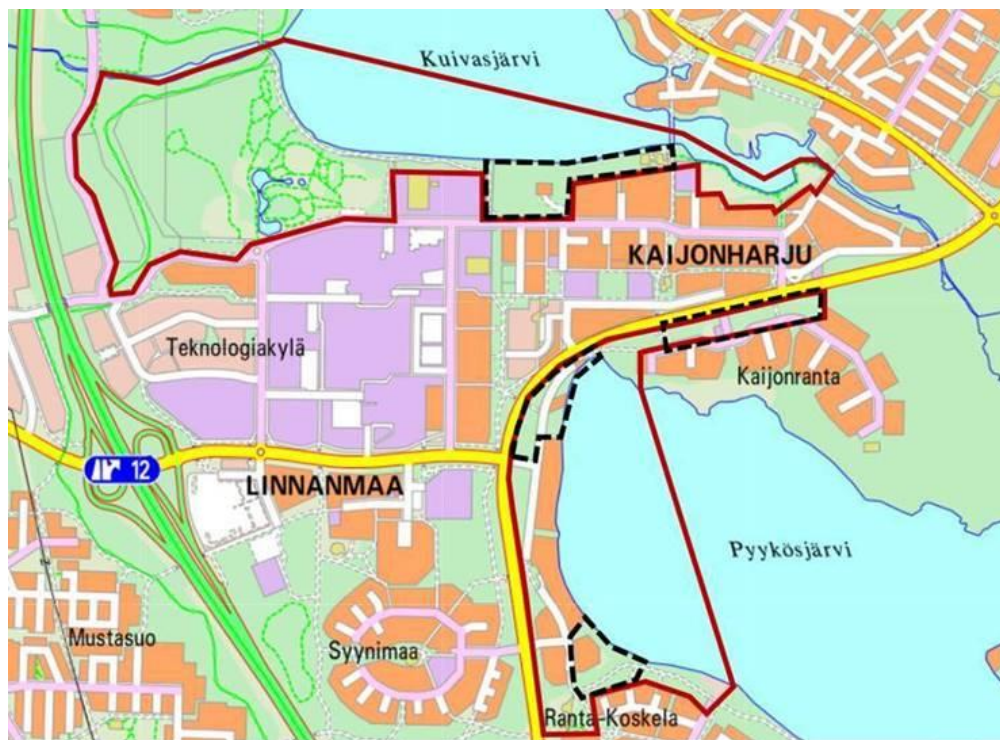 Kuivasjärvi
KAIJONHARJU
Teknologiakylä
Kaijonranta
12
LINNANMAA
Pyykösjärvi
Mustasuo
Syynimaa
Ranta-Koskela